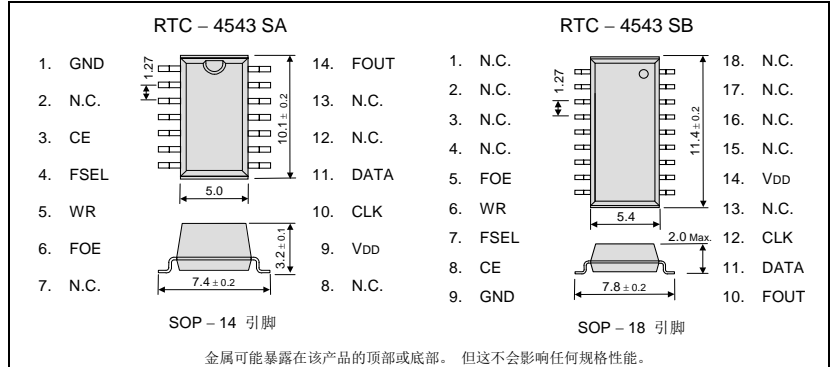 RTC – 4543 SA
1. GND
2. N.C.
3. CE
4. FSEL
5. WR
6. FOE
7. N.C.
14. FOUT
13. N.C.
12. N.C.
11. DATA
10. CLK
9. VDD
8. N.C.
1.27
10.1 ± 0.2
5.0
3.2 ± 0.1
7.4 ± 0.2
SOP – 14 引脚
RTC – 4543 SB
1. N.C.
2. N.C.
3. N.C.
4. N.C.
5. FOE
6. WR
7. FSEL
8. CE
9. GND
18. N.C.
17. N.C.
16. N.C.
15. N.C.
14. VDD
13. N.C.
12. CLK
11. DATA
10. FOUT
1.27
11.4 ± 0.2
5.4
2.0 Max.
7.8 ± 0.2
SOP – 18 引脚
金属可能暴露在该产品的顶部或底部。 但这不会影响任何规格性能。